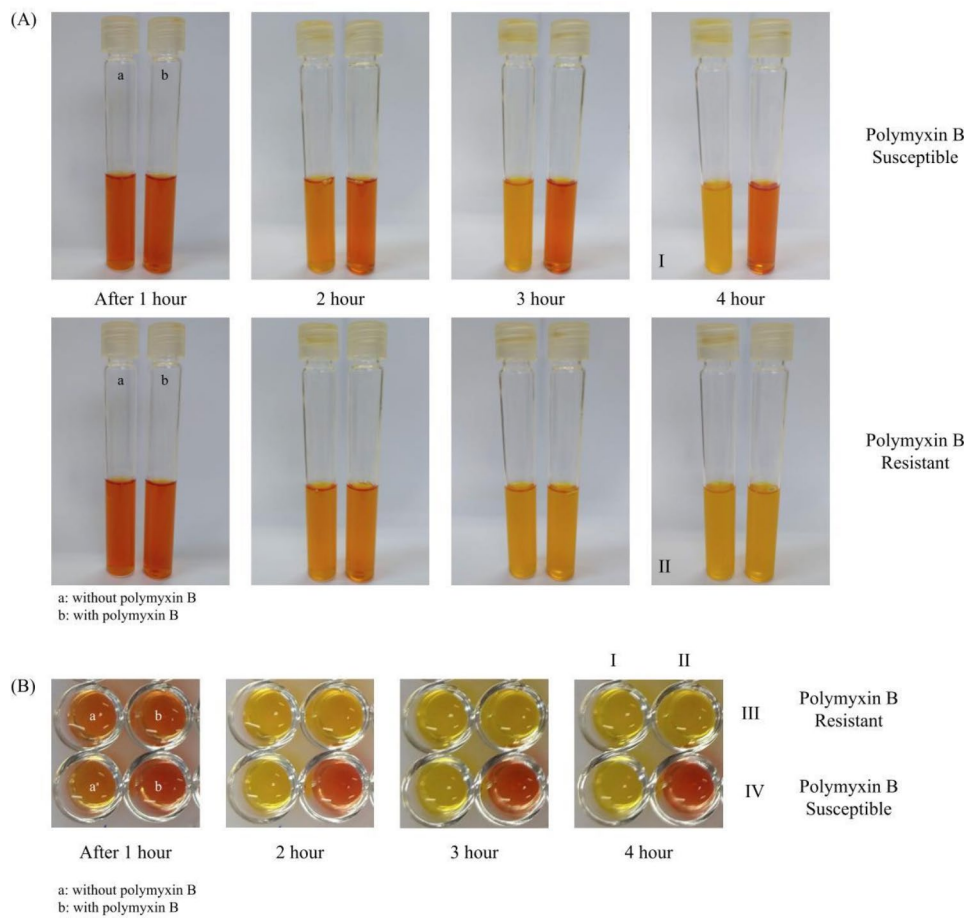 (A)
a b
Polymyxin B
Susceptible
I
After 1 hour 2 hour 3 hour 4 hour
a b
Polymyxin B
Resistant
II
a: without polymyxin B
b: with polymyxin B
I II
(B)
a b
III Polymyxin B
Resistant
a b
IV Polymyxin B
Susceptible
After 1 hour 2 hour 3 hour 4 hour
a: without polymyxin B
b: with polymyxin B